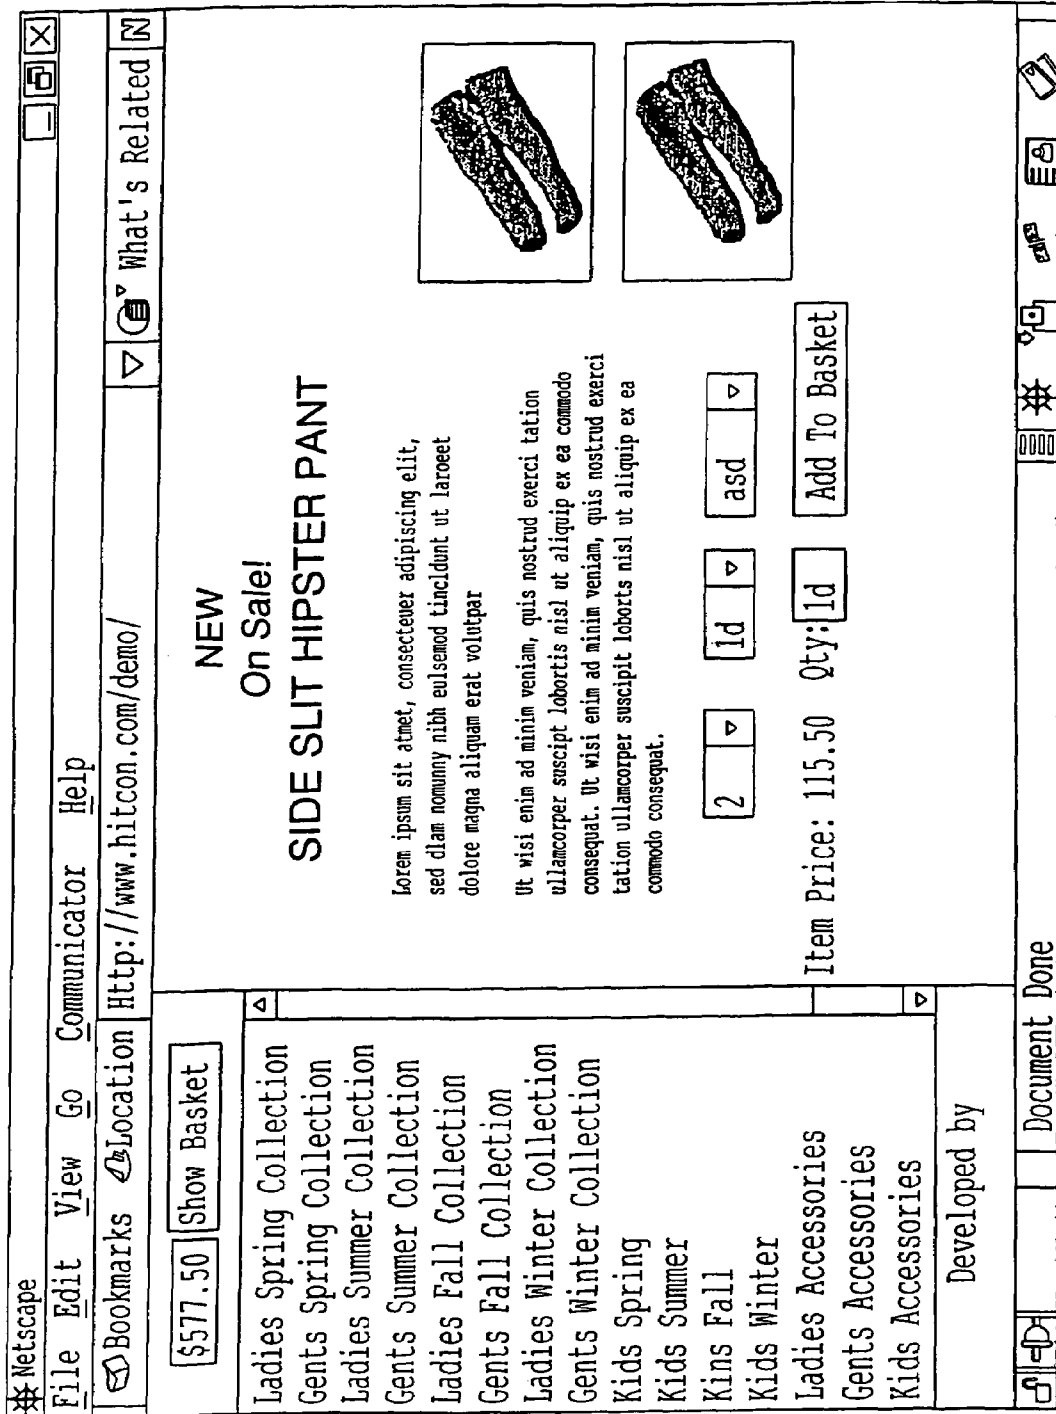 Netscape
File Edit View Go Communicator Help
Bookmarks Location Http://www.hitcon.com/demo/ What's Related N
$577.50 Show Basket
Ladies Spring Collection
Gents Spring Collection
Ladies Summer Collection
Gents Summer Collection
Ladies Fall Collection
Gents Fall Collection
Ladies Winter Collection
Gents Winter Collection
Kids Spring
Kids Summer
Kins Fall
Kids Winter
Ladies Accessories
Gents Accessories
Kids Accessories
Developed by
NEW
On Sale!
SIDE SLIT HIPSTER PANT
Lorem ipsum sit atmet, consecteuer adipiscing elit,
sed dlam nomunny nibh eulsemod tincldunt ut laroeet
dolore magna aliquam erat volutpar
Ut wisi enim ad minim veniam, quis nostrud exerci tation
ullamcorper suscipt lobortis nisl ut aliquip ex ea commodo
consequat. Ut wisi enim ad minim veniam, quis nostrud exerci
tation ullamcorper suscipit loborts nisl ut aliquip ex ea
commodo consequat.
2 1d asd
Item Price: 115.50 Qty: 1d Add To Basket
Document Done